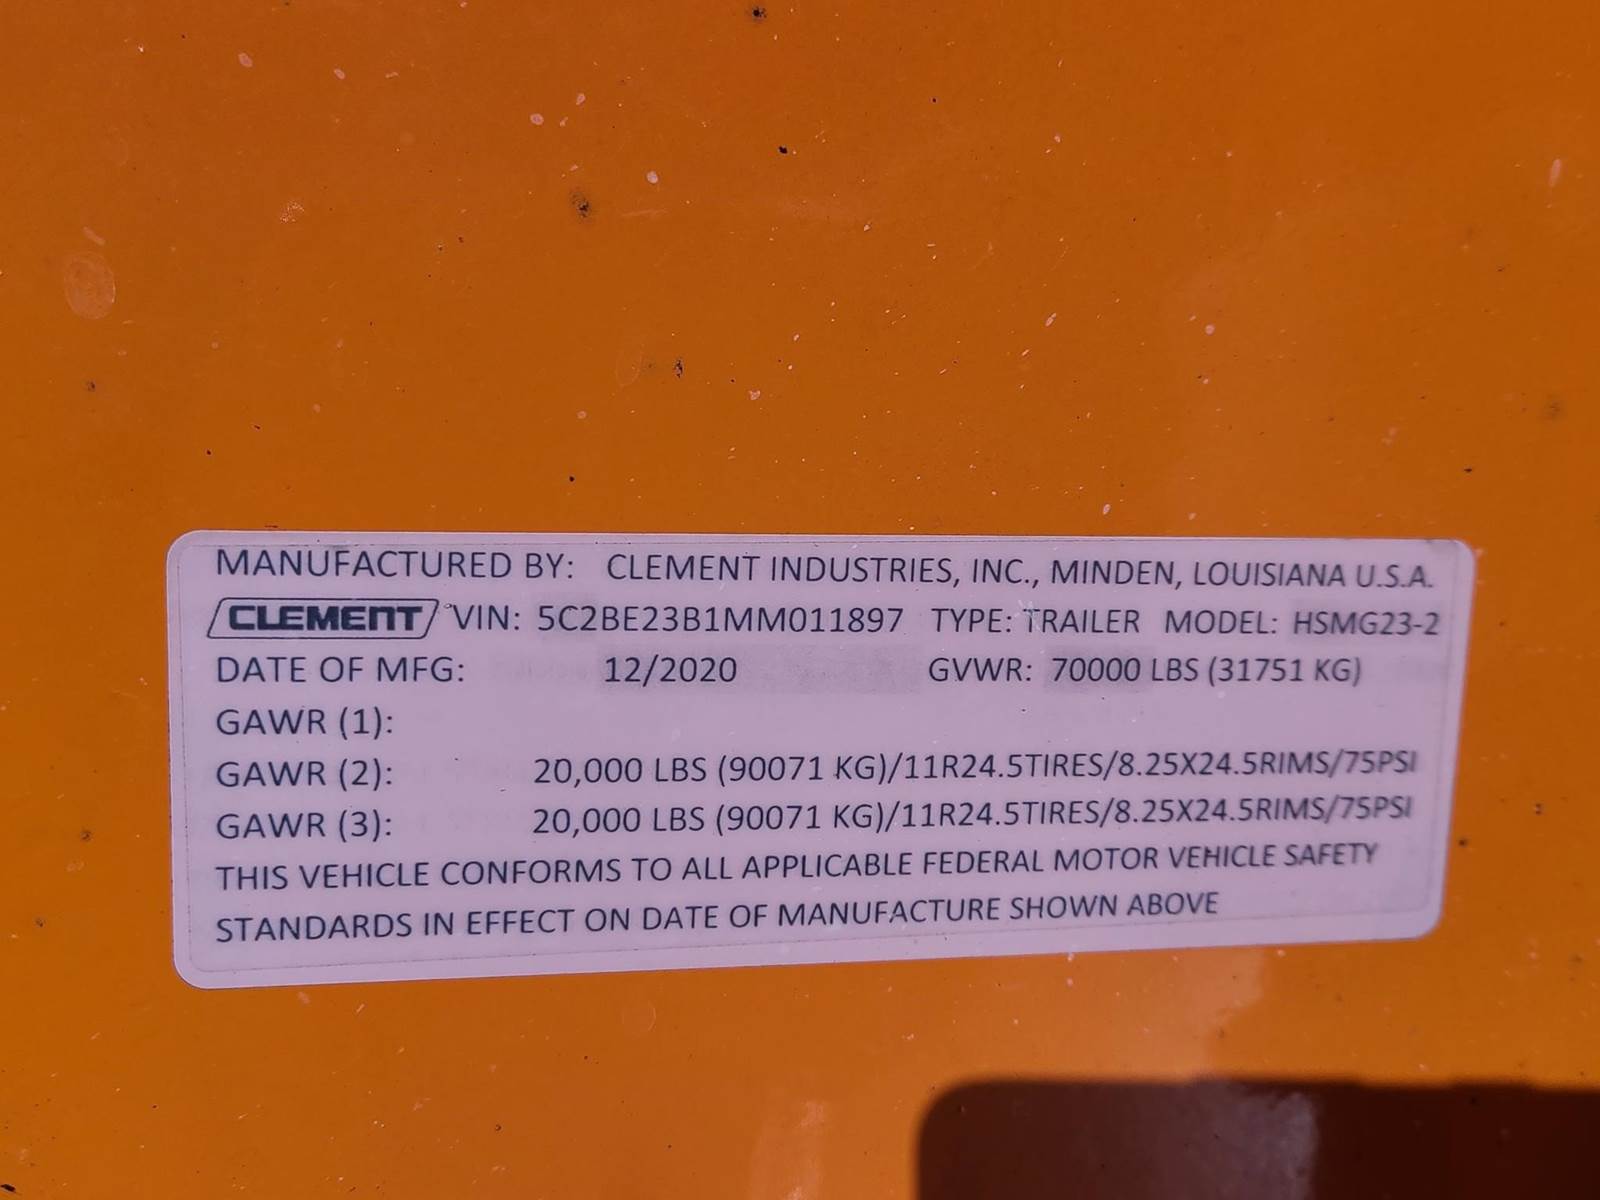 MANUFACTURED BY: CLEMENT INDUSTRIES, INC., MINDEN, LOUISIANA U.S.A.
CLEMENT VIN: 5C2BE23B1MM011897 TYPE: TRAILER MODEL: HSMG23-2
DATE OF MFG: 12/2020 GVWR: 70000 LBS (31751 KG)
GAWR (1):
GAWR (2): 20,000 LBS (90071 KG)/11R24.5TIRES/8.25X24.5RIMS/75PSI
GAWR (3): 20,000 LBS (90071 KG)/11R24.5TIRES/8.25X24.5RIMS/75PSI
THIS VEHICLE CONFORMS TO ALL APPLICABLE FEDERAL MOTOR VEHICLE SAFETY
STANDARDS IN EFFECT ON DATE OF MANUFACTURE SHOWN ABOVE